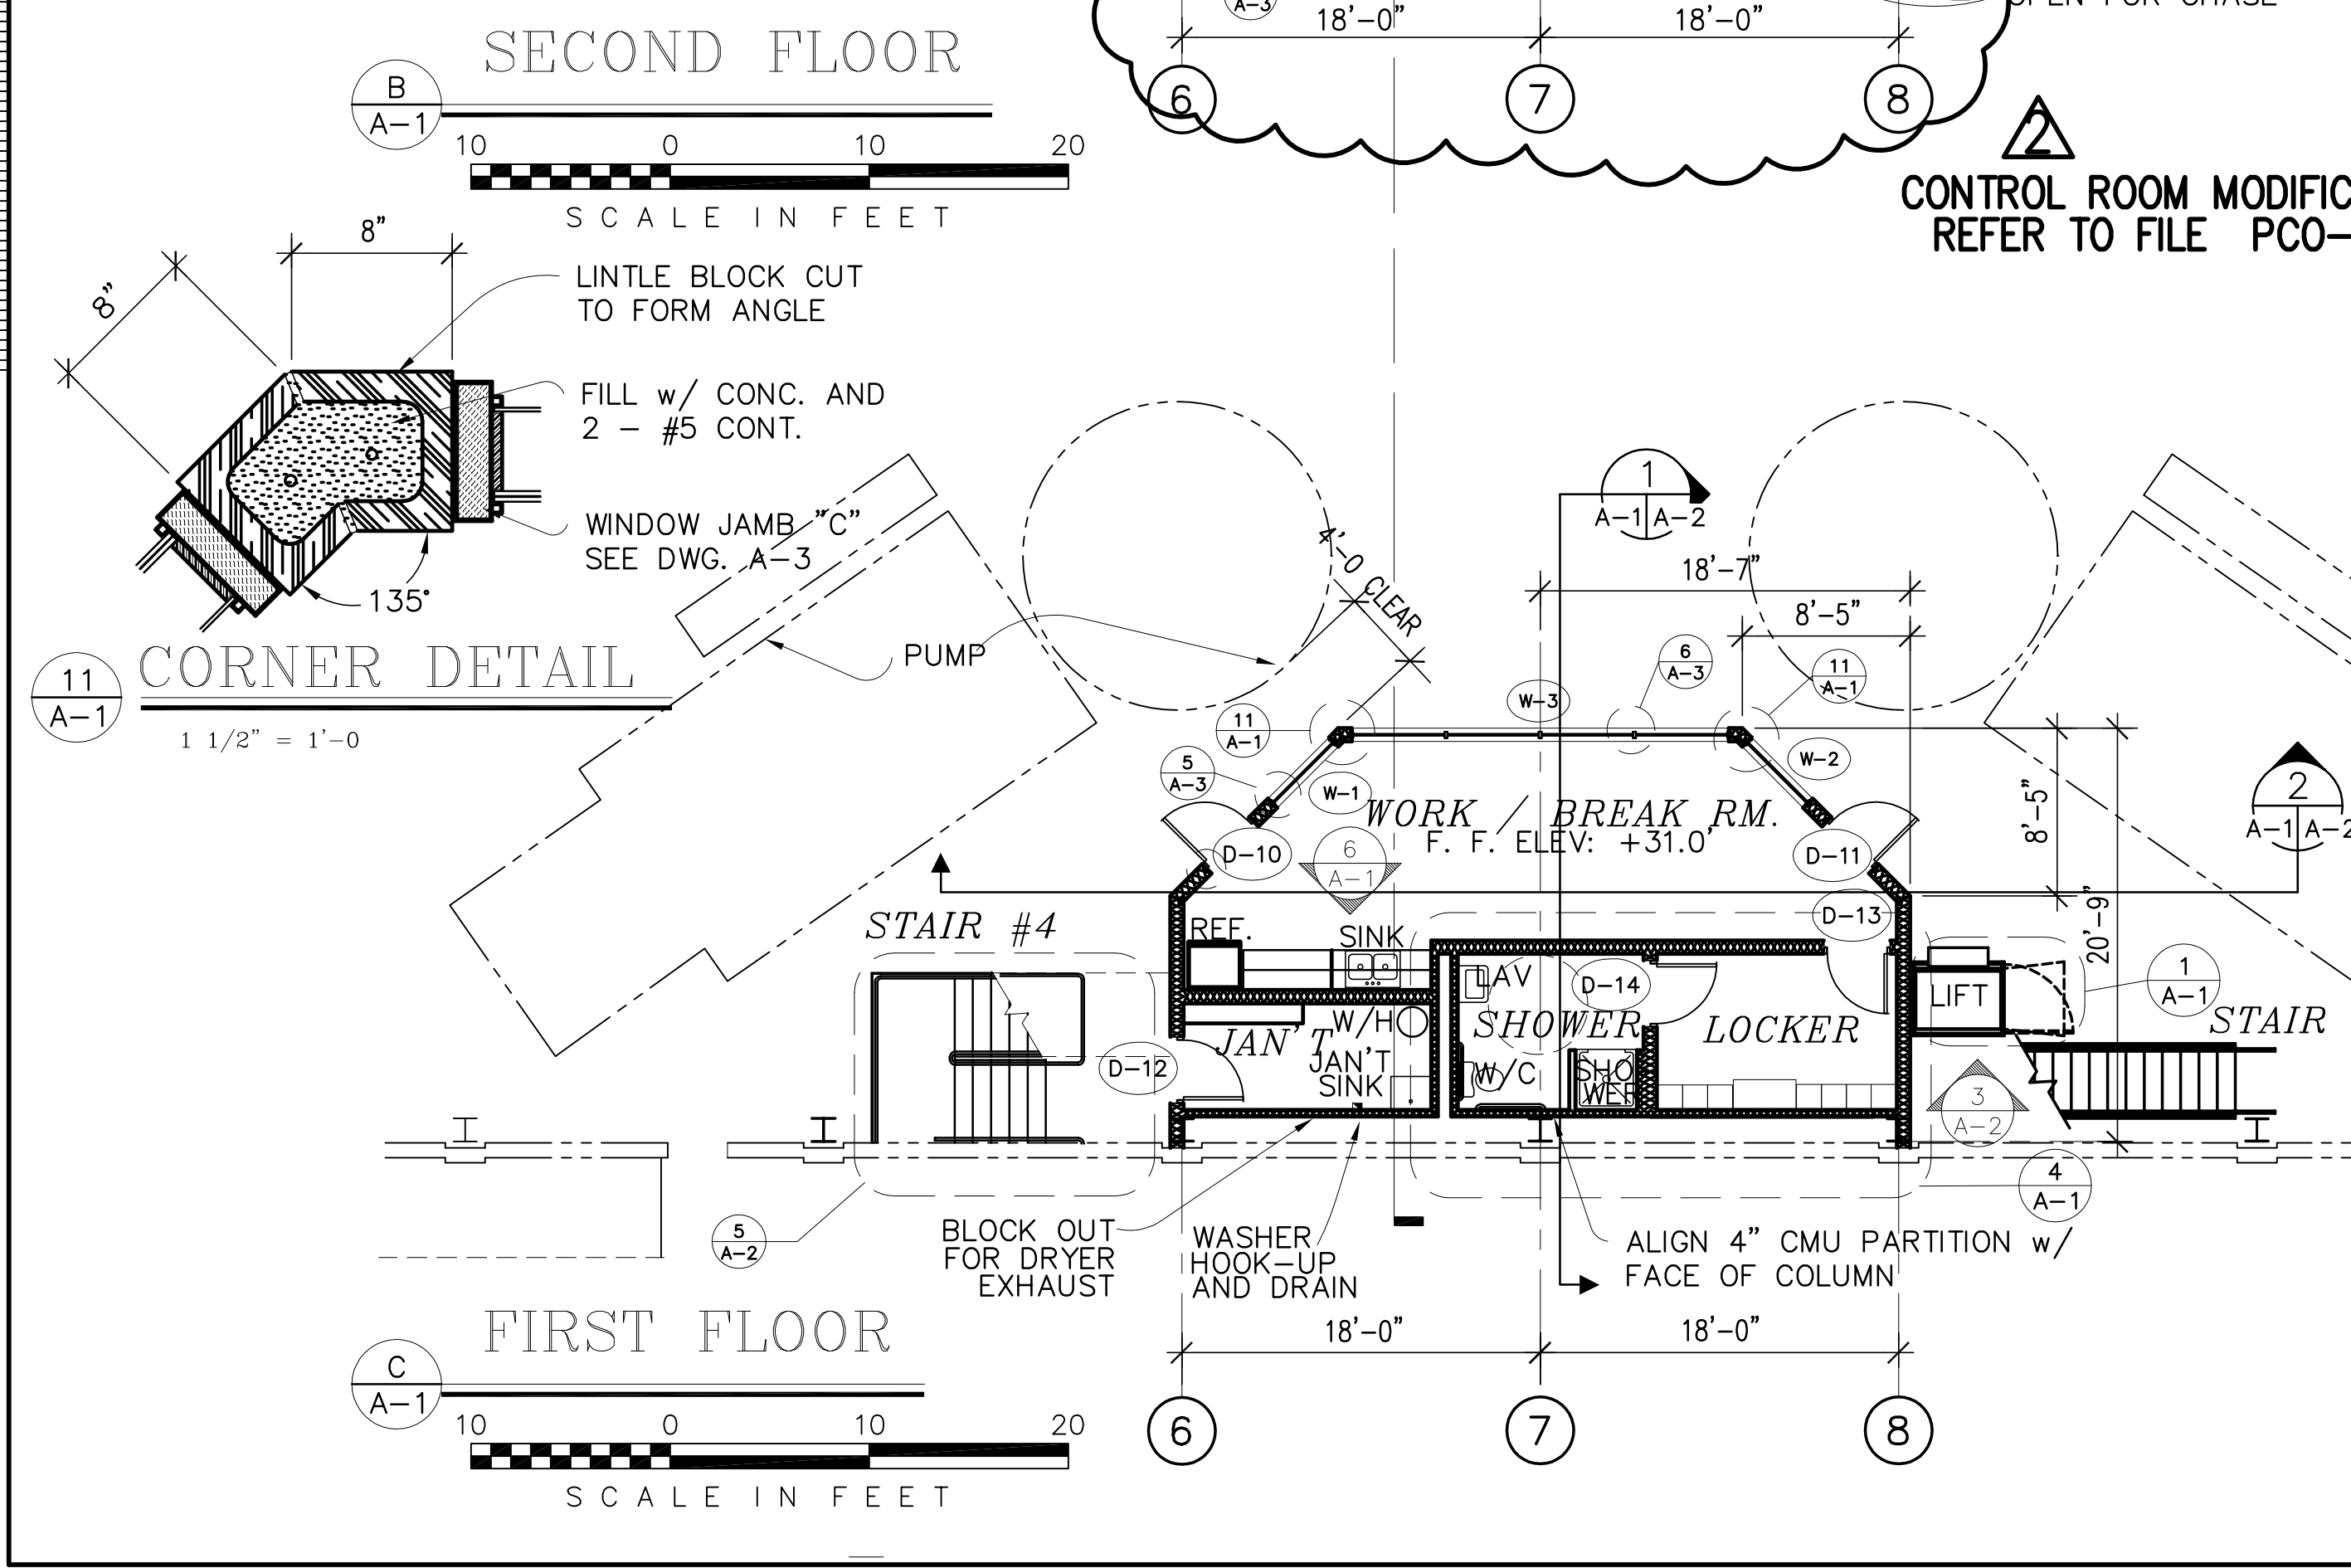 A-3
18'-0"
18'-0"
OPEN FOR CHASE
6
7
8
SECOND FLOOR
B
A-1
10 0 10 20
SCALE IN FEET
2
CONTROL ROOM MODIFIC
REFER TO FILE PCO-
8"
8"
LINTLE BLOCK CUT
TO FORM ANGLE
FILL w/ CONC. AND
2 - #5 CONT.
WINDOW JAMB "C"
SEE DWG. A-3
135°
11
A-1
CORNER DETAIL
1 1/2" = 1'-0
PUMP
4'-0 CLEAR
1
A-1 A-2
18'-7"
8'-5"
6
A-3
11
A-1
W-3
11
A-1
5
A-3
W-1
W-2
WORK / BREAK RM.
F. F. ELEV: +31.0'
D-10
6
A-1
D-11
8'-5"
20'-9"
2
A-1 A-2
STAIR #4
REF.
SINK
D-13
LAV
D-14
LIFT
1
A-1
STAIR
JAN'T
W/H
JAN'T
SINK
SHOWER
LOCKER
D-12
W/C
SHO
WER
3
A-2
4
A-1
5
A-2
BLOCK OUT
FOR DRYER
EXHAUST
WASHER
HOOK-UP
AND DRAIN
ALIGN 4" CMU PARTITION w/
FACE OF COLUMN
18'-0"
18'-0"
6
7
8
FIRST FLOOR
C
A-1
10 0 10 20
SCALE IN FEET